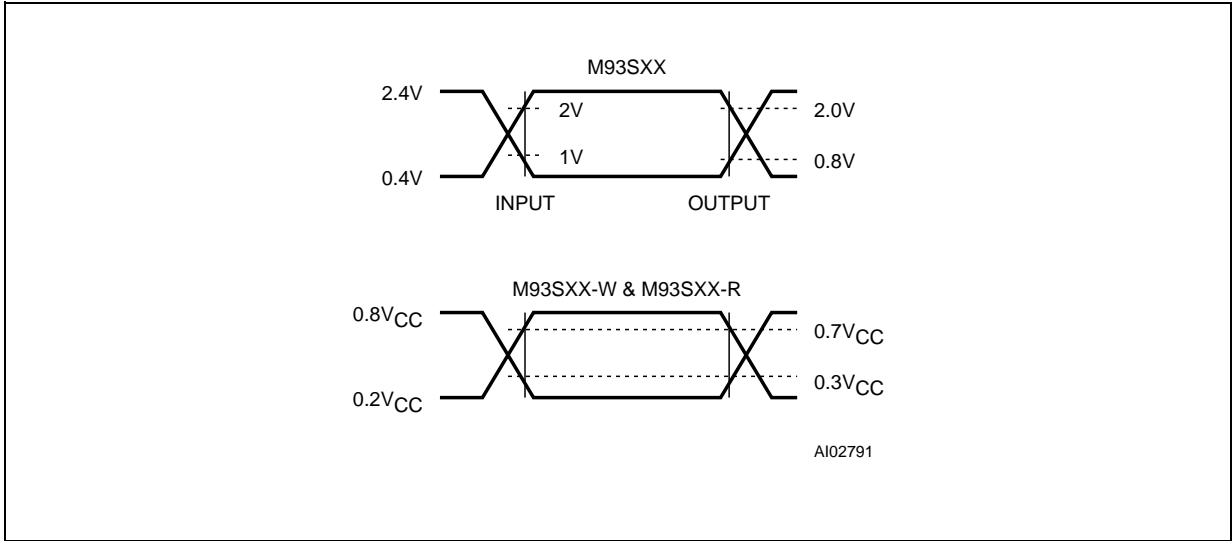 M93SXX
2.4V
2V
2.0V
1V
0.8V
0.4V
INPUT
OUTPUT
M93SXX-W & M93SXX-R
0.8VCC
0.7VCC
0.3VCC
0.2VCC
AI02791